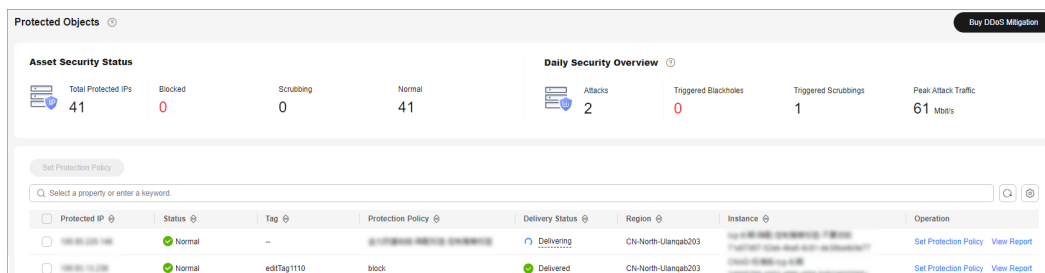 Protected Objects
Buy DDoS Mitigation
Asset Security Status
Daily Security Overview
Total Protected IPs Blocked Scrubbing Normal
41 0 0 41
Attacks Triggered Blackholes Triggered Scrubbings Peak Attack Traffic
2 0 1 61 Mbit/s
Set Protection Policy
Select a property or enter a keyword.
Protected IP Status Tag Protection Policy Delivery Status Region Instance Operation
Normal -- Delivering CN-North-Ulanqab203 Set Protection Policy View Report
Normal editTag1110 block Delivered CN-North-Ulanqab203 Set Protection Policy View Report